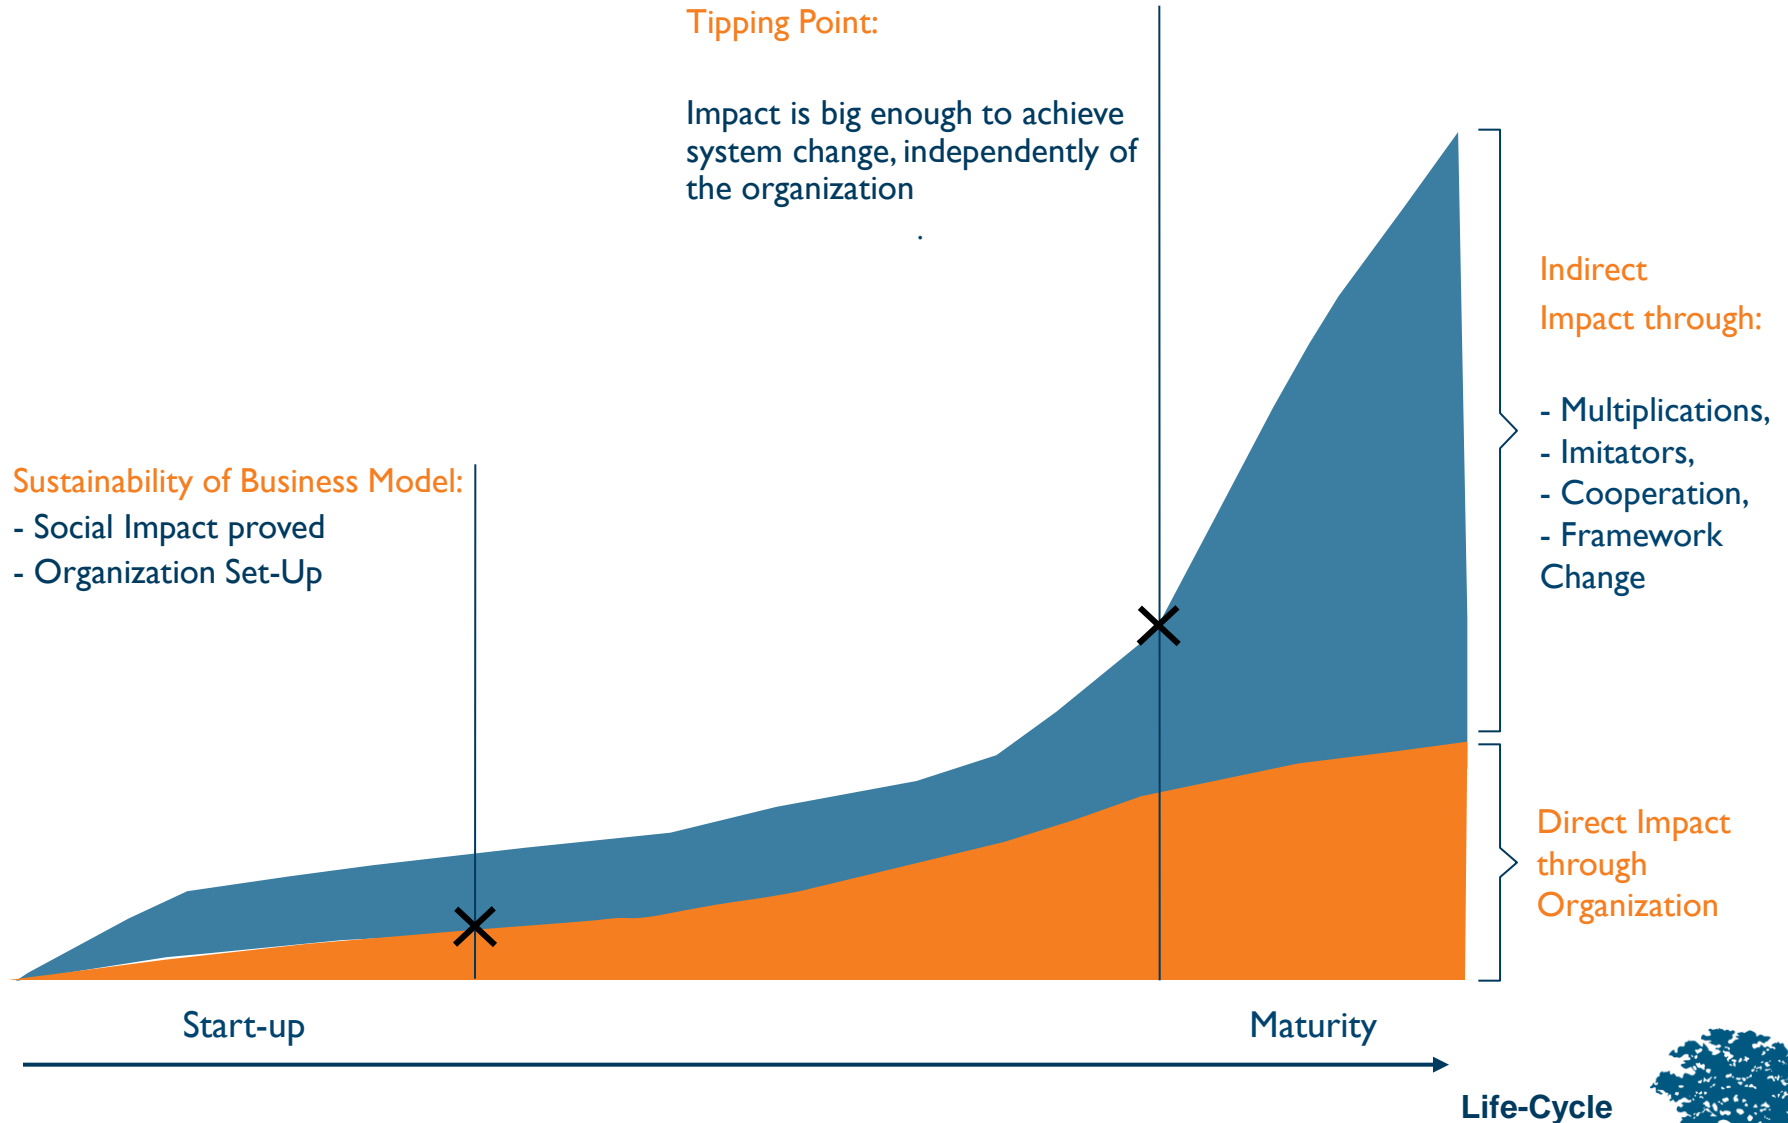 Tipping Point:
Impact is big enough to achieve
system change, independently of
the organization
.
Indirect
Impact through:
- Multiplications,
- Imitators,
- Cooperation,
- Framework
Change
Sustainability of Business Model:
- Social Impact proved
- Organization Set-Up
Direct Impact
through
Organization
Start-up
Maturity
Life-Cycle